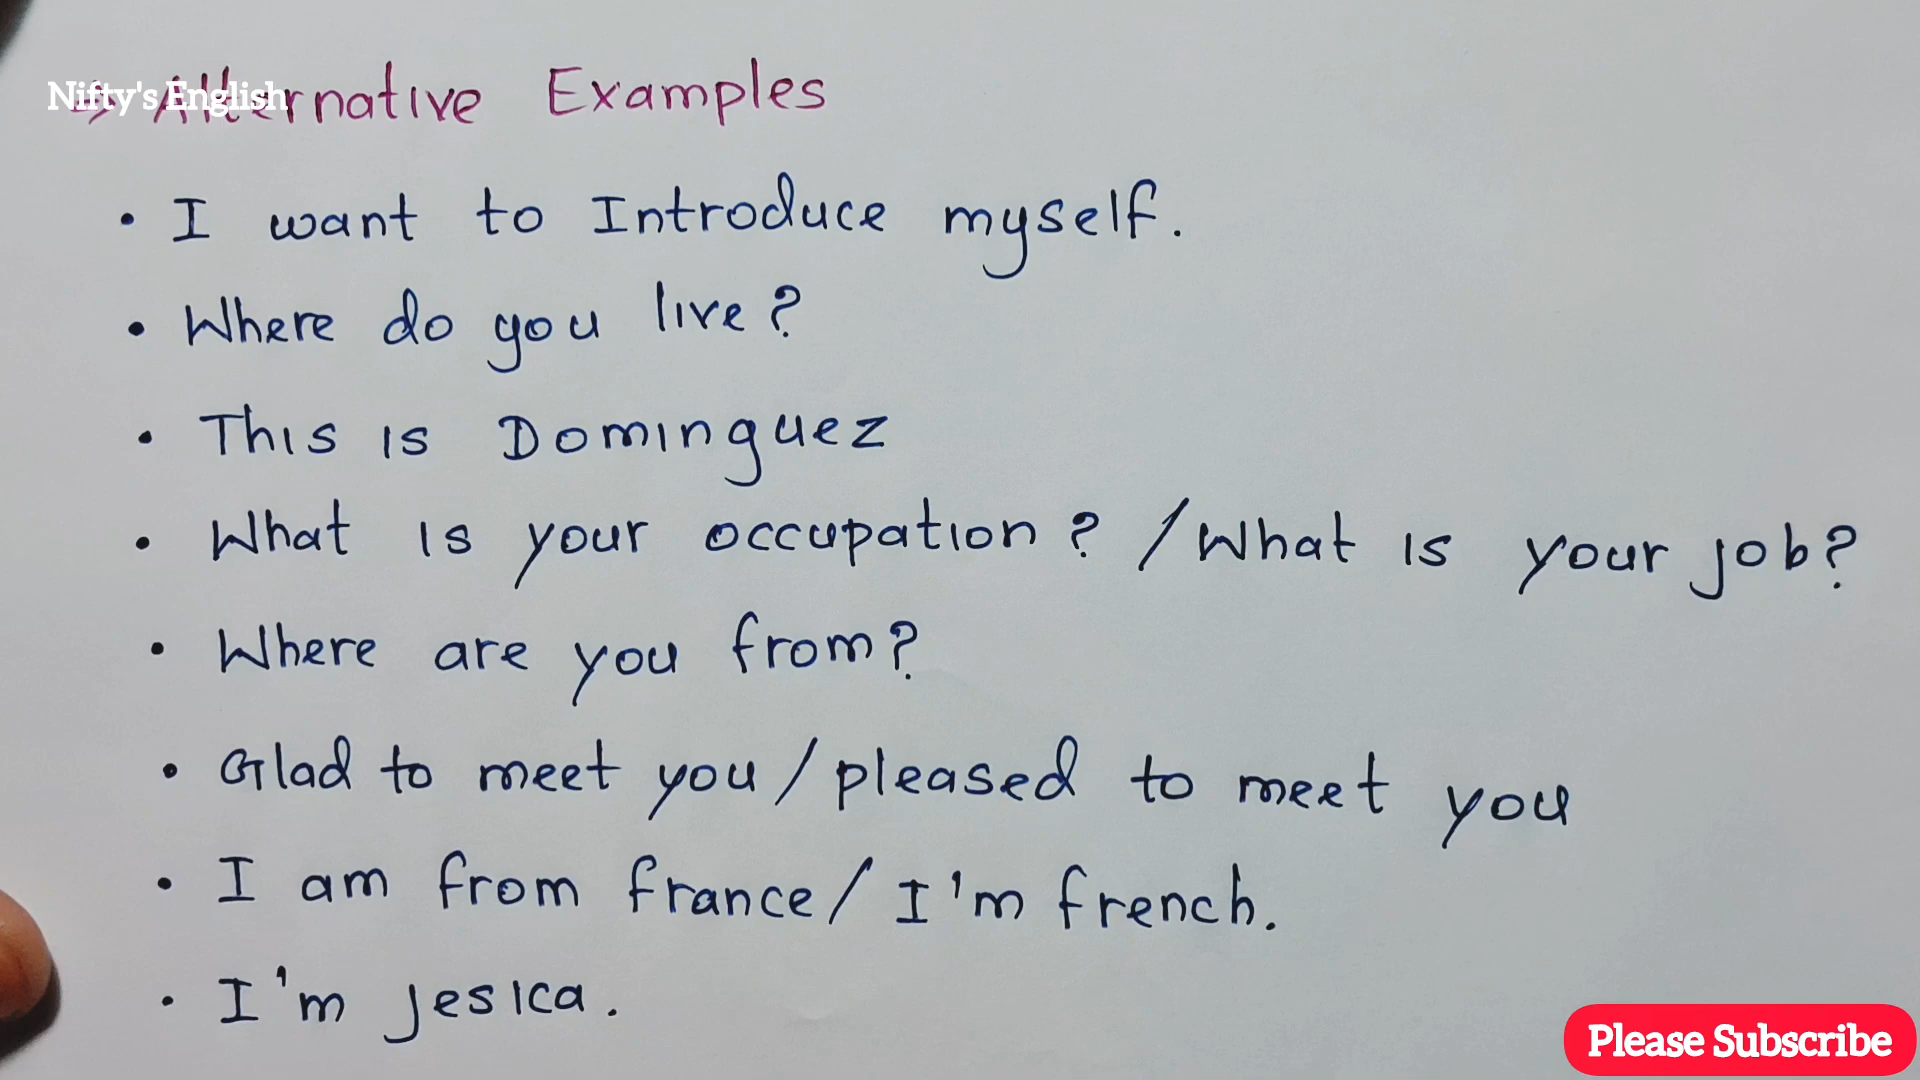 Nifty's English
Alternative Examples
• I want to Introduce myself.
• Where do you live?
• This is Dominguez
• What is your occupation? / What is your job?
• Where are you from?
• Glad to meet you / pleased to meet you
• I am from france / I'm french.
• I'm jesica.
Please Subscribe